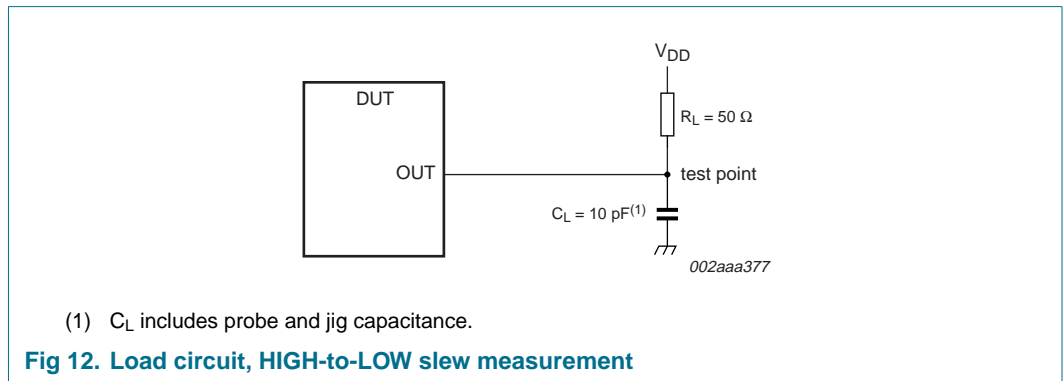 V_DD
DUT
R_L = 50 Ω
OUT
test point
C_L = 10 pF(1)
002aaa377
(1) C_L includes probe and jig capacitance.
Fig 12. Load circuit, HIGH-to-LOW slew measurement